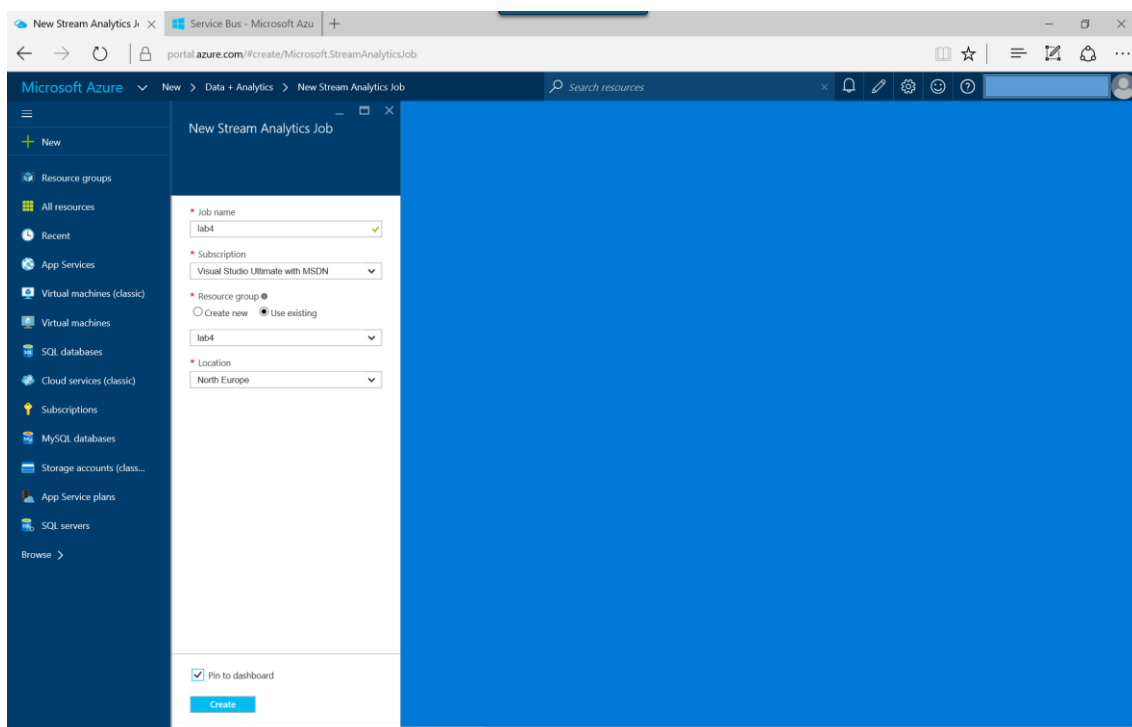 New Stream Analytics J
Service Bus - Microsoft Azu
portal.azure.com/#create/Microsoft.StreamAnalyticsJob
Microsoft Azure New > Data + Analytics > New Stream Analytics Job
Search resources
New
Resource groups
All resources
Recent
App Services
Virtual machines (classic)
Virtual machines
SQL databases
Cloud services (classic)
Subscriptions
MySQL databases
Storage accounts (class...
App Service plans
SQL servers
Browse >
New Stream Analytics Job
* Job name
lab4
* Subscription
Visual Studio Ultimate with MSDN
* Resource group
Create new Use existing
lab4
* Location
North Europe
Pin to dashboard
Create